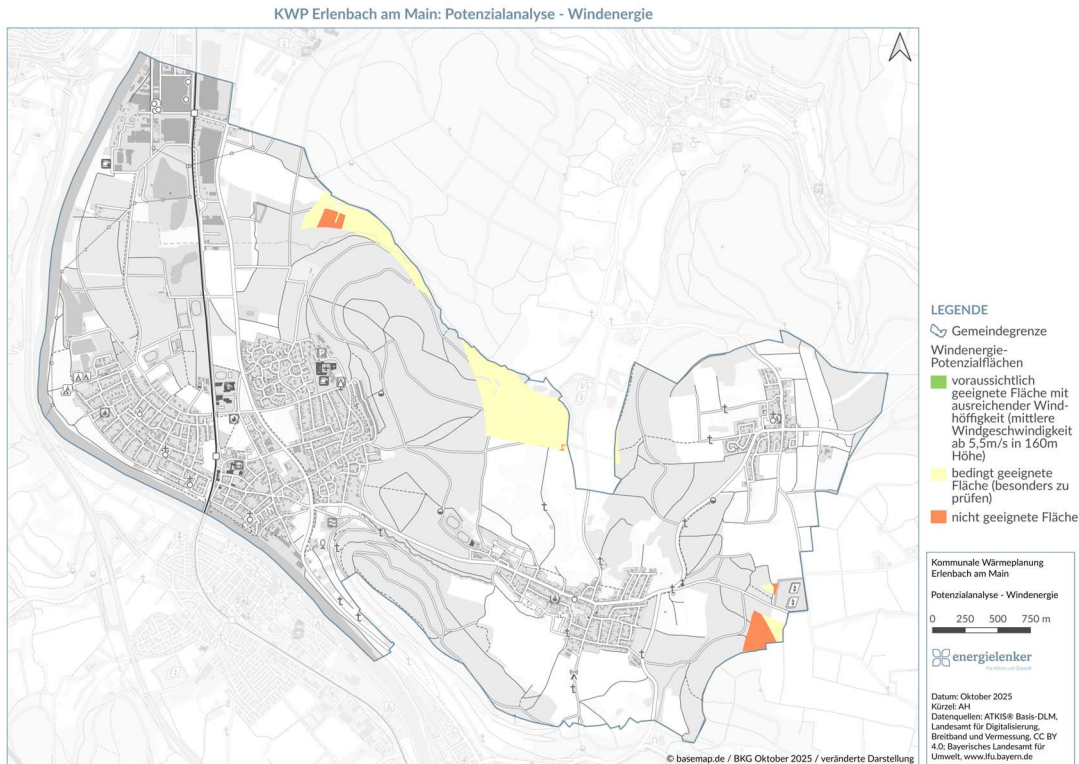 KWP Erlenbach am Main: Potenzialanalyse - Windenergie
LEGENDE
Gemeindegrenze
Windenergie-
Potenzialflächen
voraussichtlich
geeignete Fläche mit
ausreichender Wind-
höffigkeit (mittlere
Windgeschwindigkeit
ab 5,5m/s in 160m
Höhe)
bedingt geeignete
Fläche (besonders zu
prüfen)
nicht geeignete Fläche
Kommunale Wärmeplanung
Erlenbach am Main
Potenzialanalyse - Windenergie
0 250 500 750 m
energielenker
Datum: Oktober 2025
Kürzel: AH
Datenquellen: ATKIS® Basis-DLM,
Landesamt für Digitalisierung,
Breitband und Vermessung, CC BY
4.0; Bayerisches Landesamt für
Umwelt, www.lfu.bayern.de
© basemap.de / BKG Oktober 2025 / veränderte Darstellung